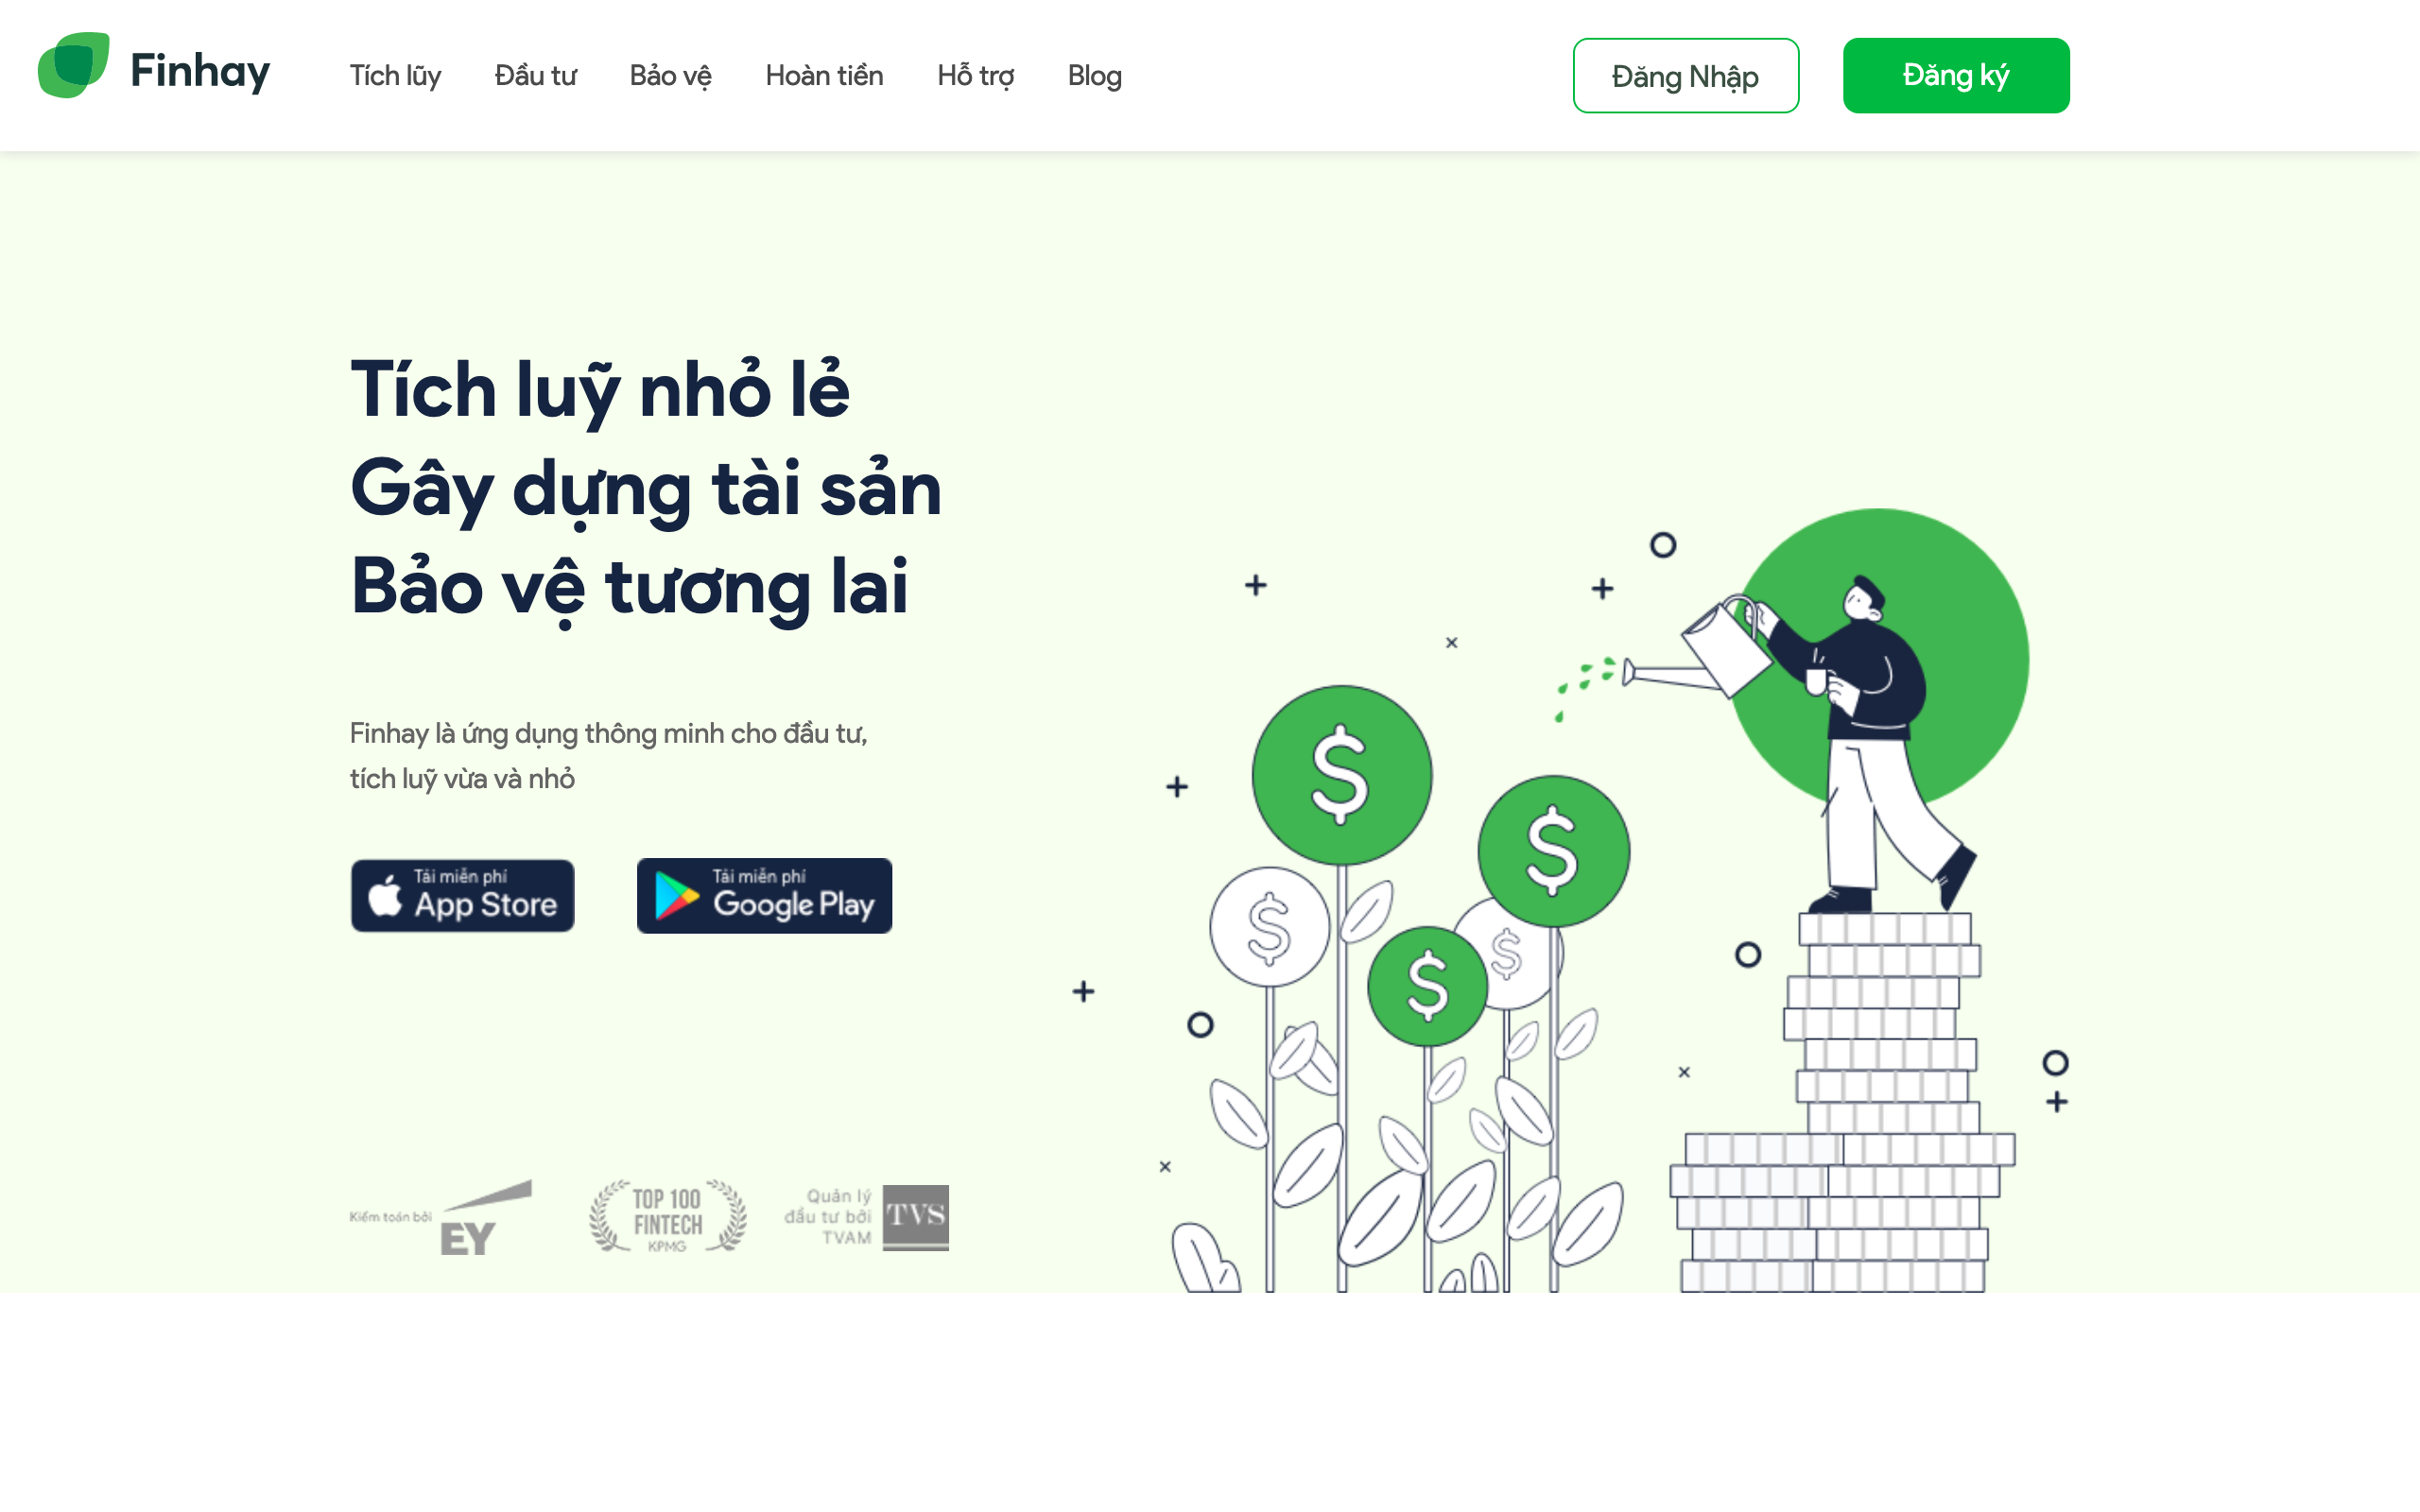 Finhay
Tích lũy
Đầu tư
Bảo vệ
Hoàn tiền
Hỗ trợ
Blog
Đăng Nhập
Đăng ký
Tích luỹ nhỏ lẻ
Gây dựng tài sản
Bảo vệ tương lai
Finhay là ứng dụng thông minh cho đầu tư,
tích luỹ vừa và nhỏ
Tải miễn phí
App Store
Tải miễn phí
Google Play
Kiểm toán bởi
EY
TOP 100
FINTECH
KPMG
Quản lý
đầu tư bởi
TVAM
TVS
$
$
$
$
$